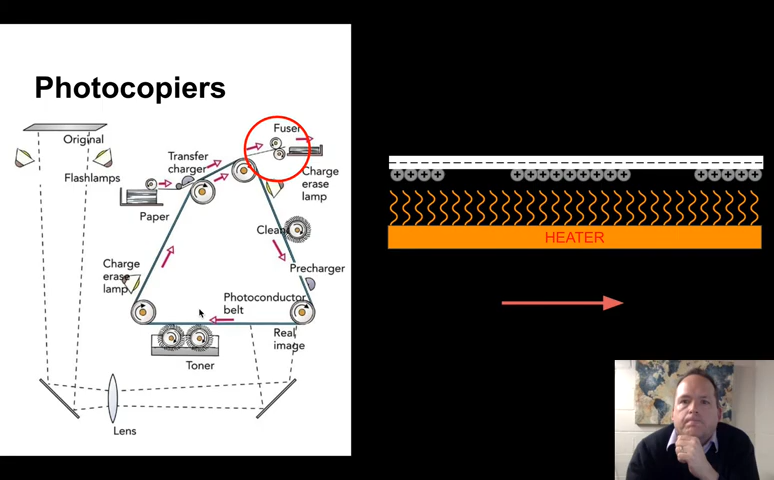 Photocopiers
Original
Flashlamps
Transfer
charger
Fuser
Charge
erase
lamp
Paper
Clean
Precharger
Charge
erase
lamp
Photoconductor
belt
Real
image
Toner
Lens
HEATER